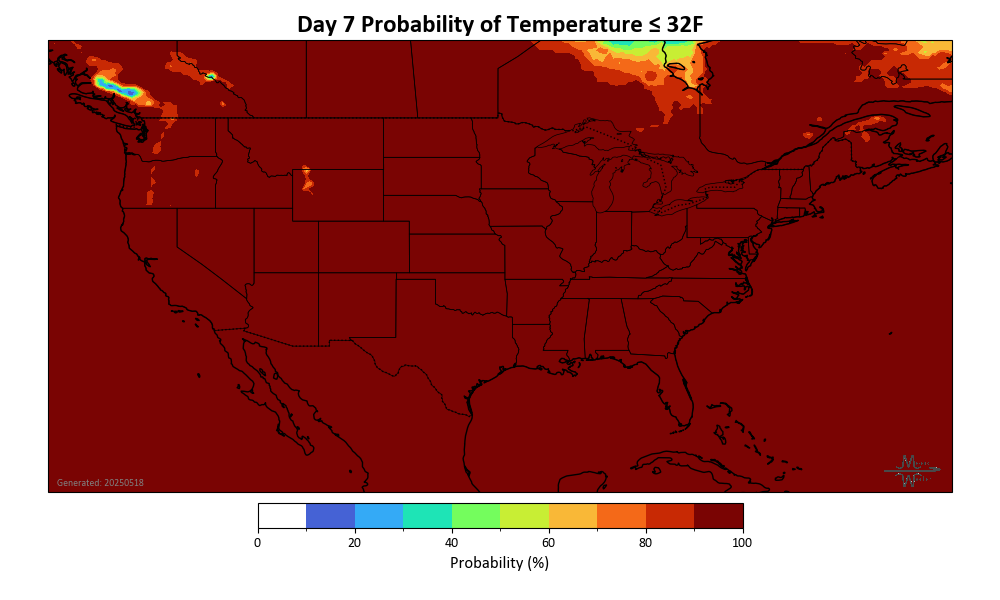 Day 7 Probability of Temperature ≤ 32F
Generated: 20250518
0 20 40 60 80 100
Probability (%)